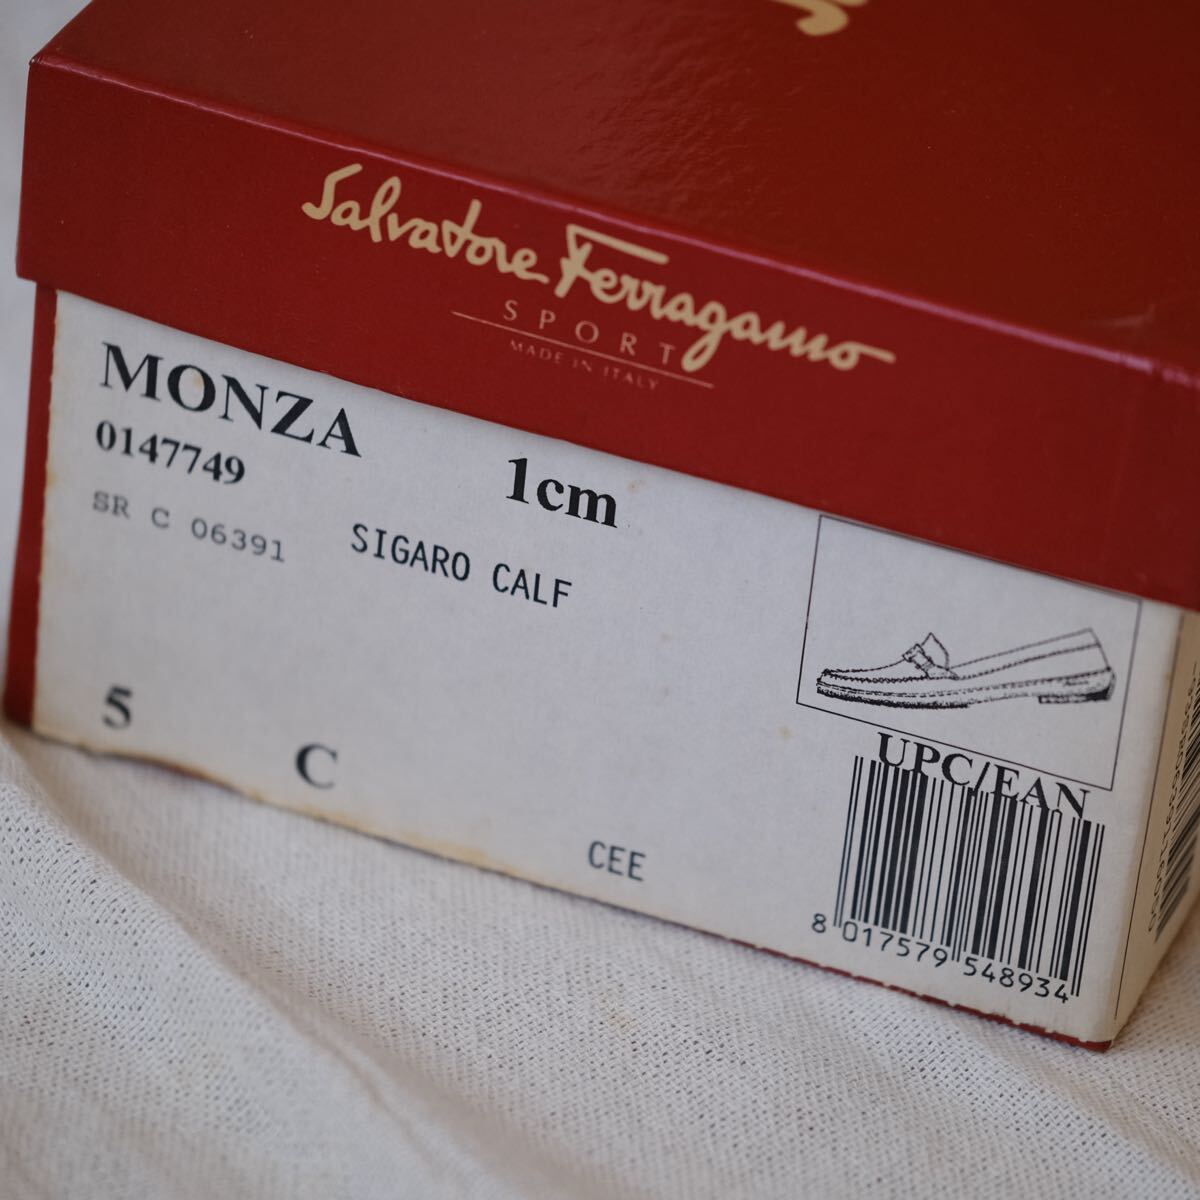 Salvatore Ferragamo
SPORT
MADE IN ITALY
MONZA
0147749
1cm
SR C 06391
SIGARO CALF
5
C
CEE
UPC/EAN
8 017579 548934